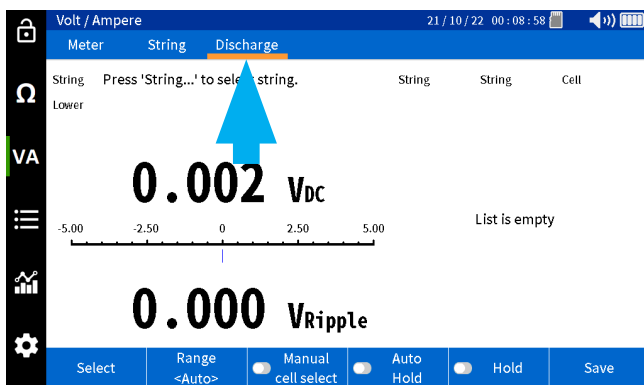 Volt / Ampere 21/10/22 00:08:58
Meter String Discharge
String Press 'String...' to select string. String String Cell
Lower
Ω
VA
0.002 VDC
List is empty
-5.00 -2.50 0 2.50 5.00
0.000 VRipple
Select Range <Auto> Manual cell select Auto Hold Hold Save